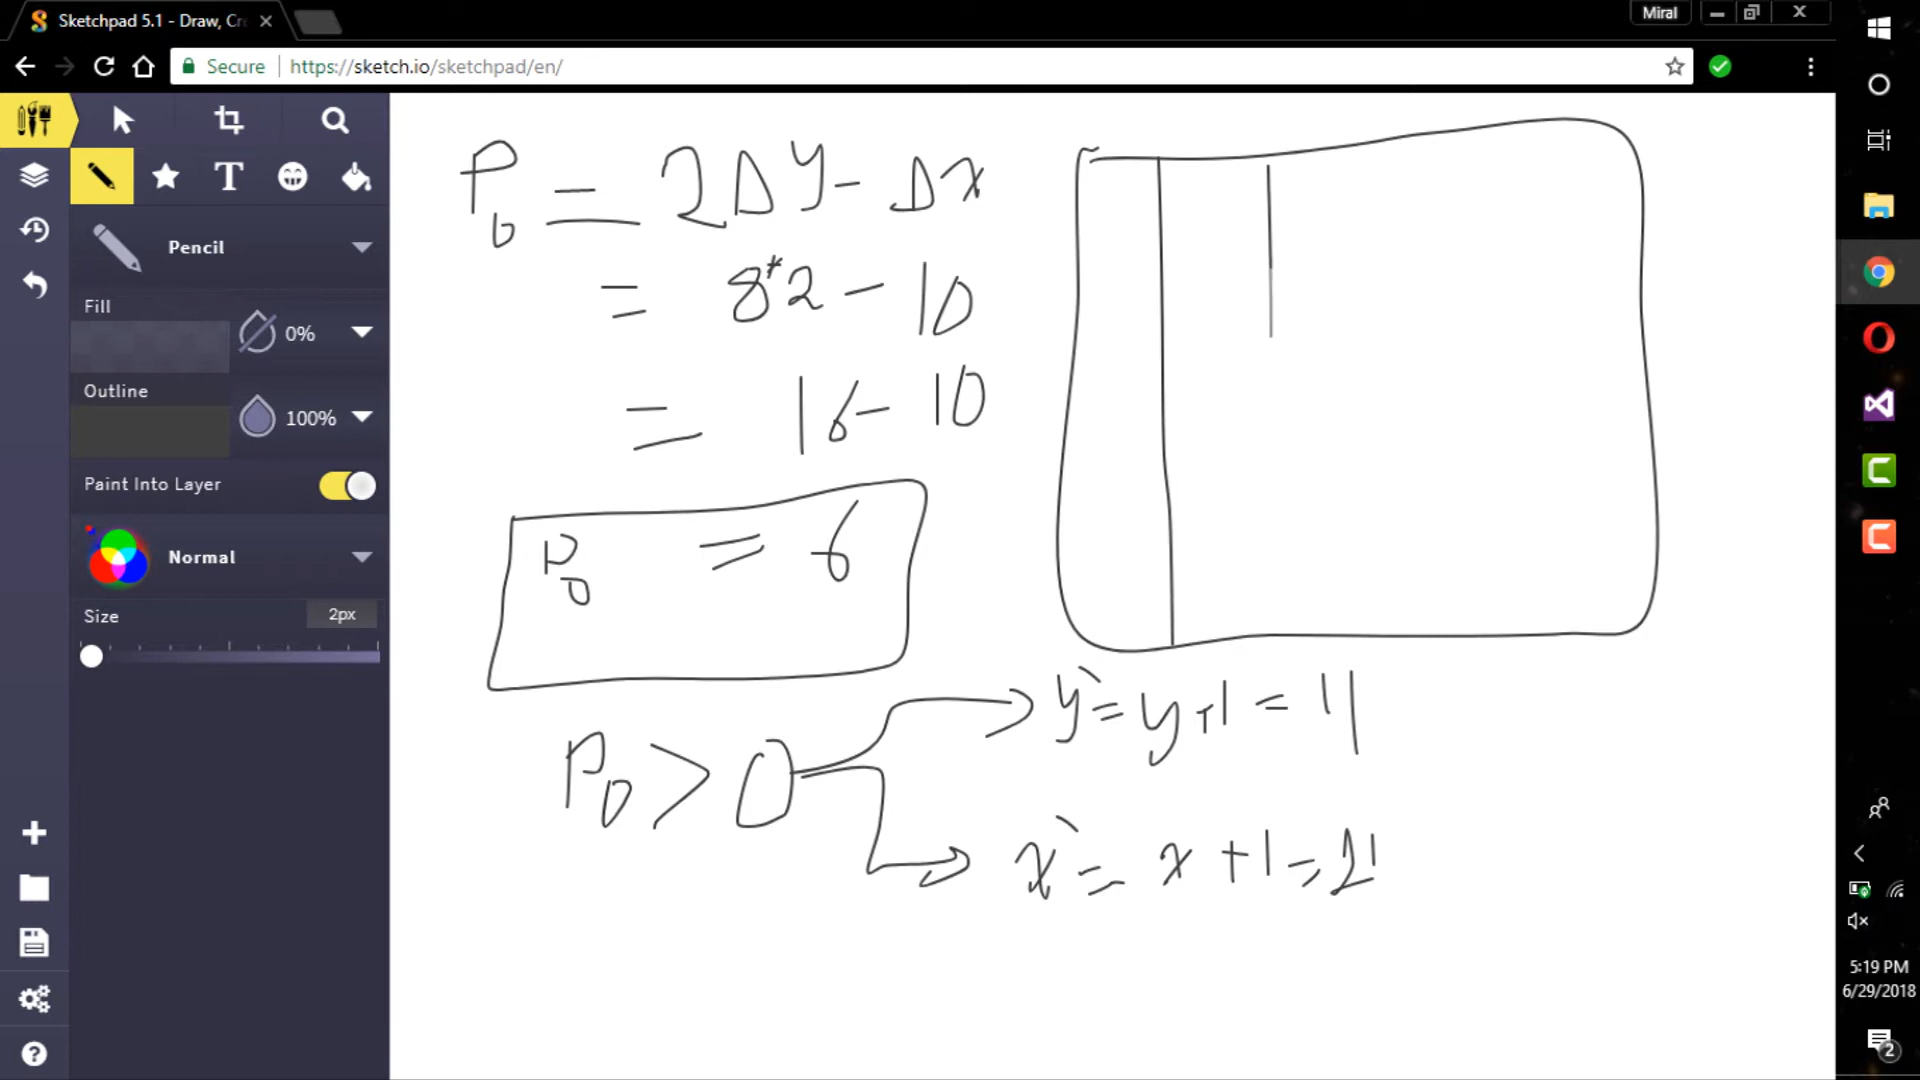 Sketchpad 5.1 - Draw, Cr
Miral
Secure
https://sketch.io/sketchpad/en/
Pencil
Fill
0%
Outline
100%
Paint Into Layer
Normal
Size
2px
P0 = 2ΔY - Δx
= 8*2 - 10
= 16 - 10
P0 = 6
P0 > 0
y` = y+1 = 11
x` = x +1 = 21
5:19 PM
6/29/2018
2